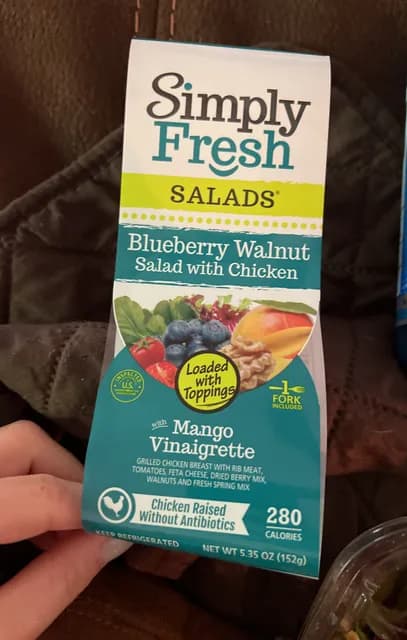 Simply
Fresh
SALADS®
Blueberry Walnut
Salad with Chicken
Loaded
with
Toppings
INSPECTED
U.S.
1
FORK
INCLUDED
with Mango
Vinaigrette
GRILLED CHICKEN BREAST WITH RIB MEAT,
TOMATOES, FETA CHEESE, DRIED BERRY MIX,
WALNUTS AND FRESH SPRING MIX
Chicken Raised
Without Antibiotics
280
CALORIES
KEEP REFRIGERATED
NET WT 5.35 OZ (152g)